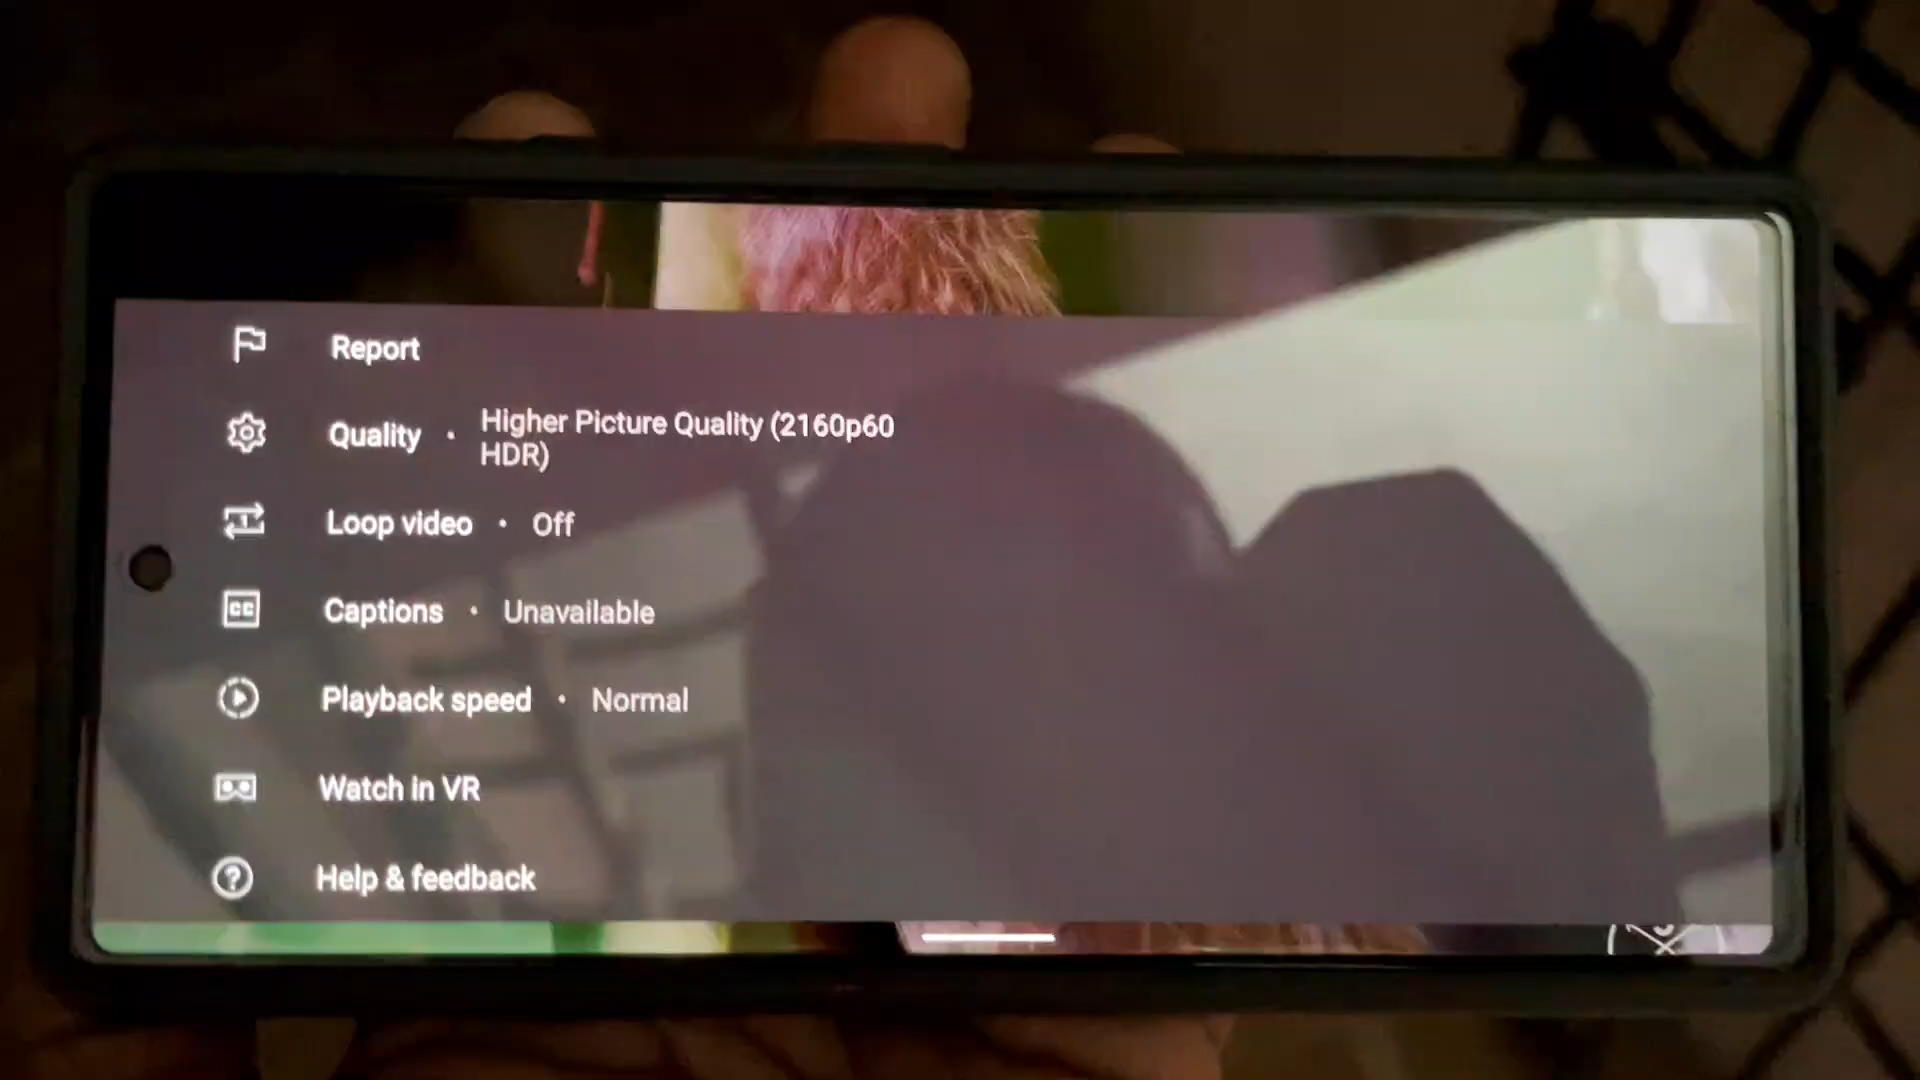 Report
Quality • Higher Picture Quality (2160p60
HDR)
Loop video • Off
CC Captions • Unavailable
Playback speed • Normal
Watch in VR
Help & feedback